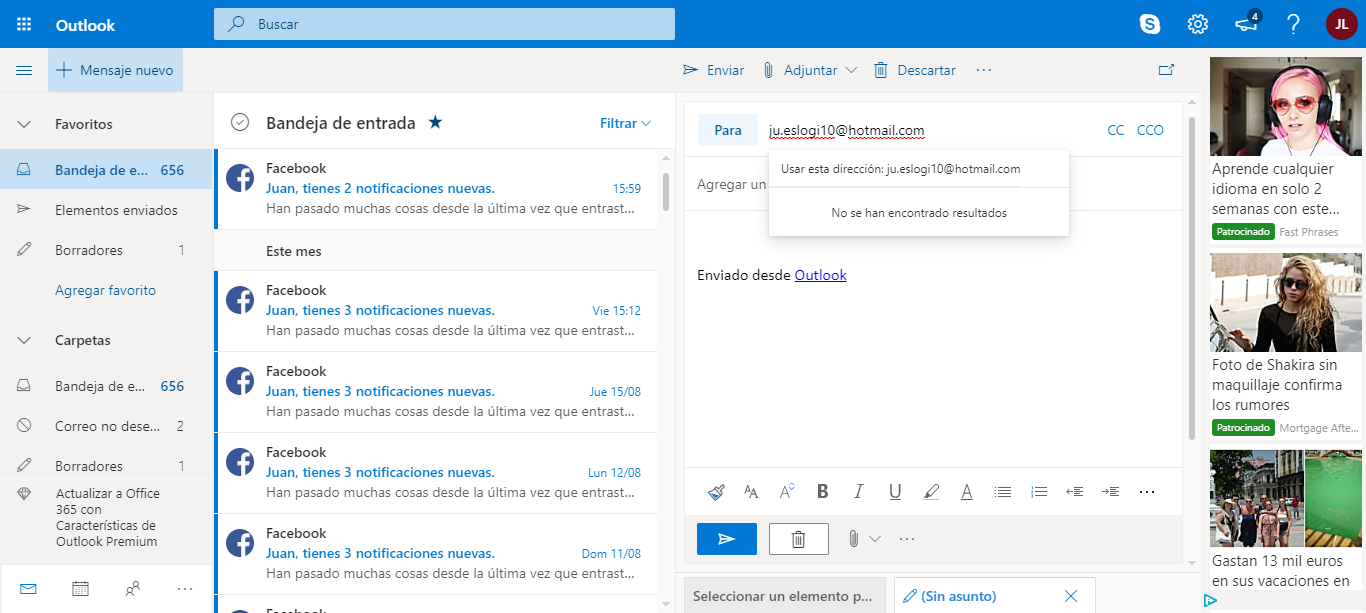 Outlook
Buscar
4
JL
Mensaje nuevo
Enviar
Adjuntar
Descartar
Favoritos
Bandeja de e... 656
Elementos enviados
Borradores 1
Agregar favorito
Carpetas
Bandeja de e... 656
Correo no dese... 2
Borradores 1
Actualizar a Office
365 con
Características de
Outlook Premium
Bandeja de entrada
Filtrar
Facebook
Juan, tienes 2 notificaciones nuevas. 15:59
Han pasado muchas cosas desde la última vez que entrast...
Este mes
Facebook
Juan, tienes 3 notificaciones nuevas. Vie 15:12
Han pasado muchas cosas desde la última vez que entrast...
Facebook
Juan, tienes 3 notificaciones nuevas. Jue 15/08
Han pasado muchas cosas desde la última vez que entrast...
Facebook
Juan, tienes 3 notificaciones nuevas. Lun 12/08
Han pasado muchas cosas desde la última vez que entrast...
Facebook
Juan, tienes 3 notificaciones nuevas. Dom 11/08
Han pasado muchas cosas desde la última vez que entrast...
Facebook
Para ju.eslogi10@hotmail.com CC CCO
Usar esta dirección: ju.eslogi10@hotmail.com
Agregar un
No se han encontrado resultados
Enviado desde Outlook
Seleccionar un elemento p...
(Sin asunto)
Aprende cualquier
idioma en solo 2
semanas con este...
Patrocinado Fast Phrases
Foto de Shakira sin
maquillaje confirma
los rumores
Patrocinado Mortgage Afte...
Gastan 13 mil euros
en sus vacaciones en